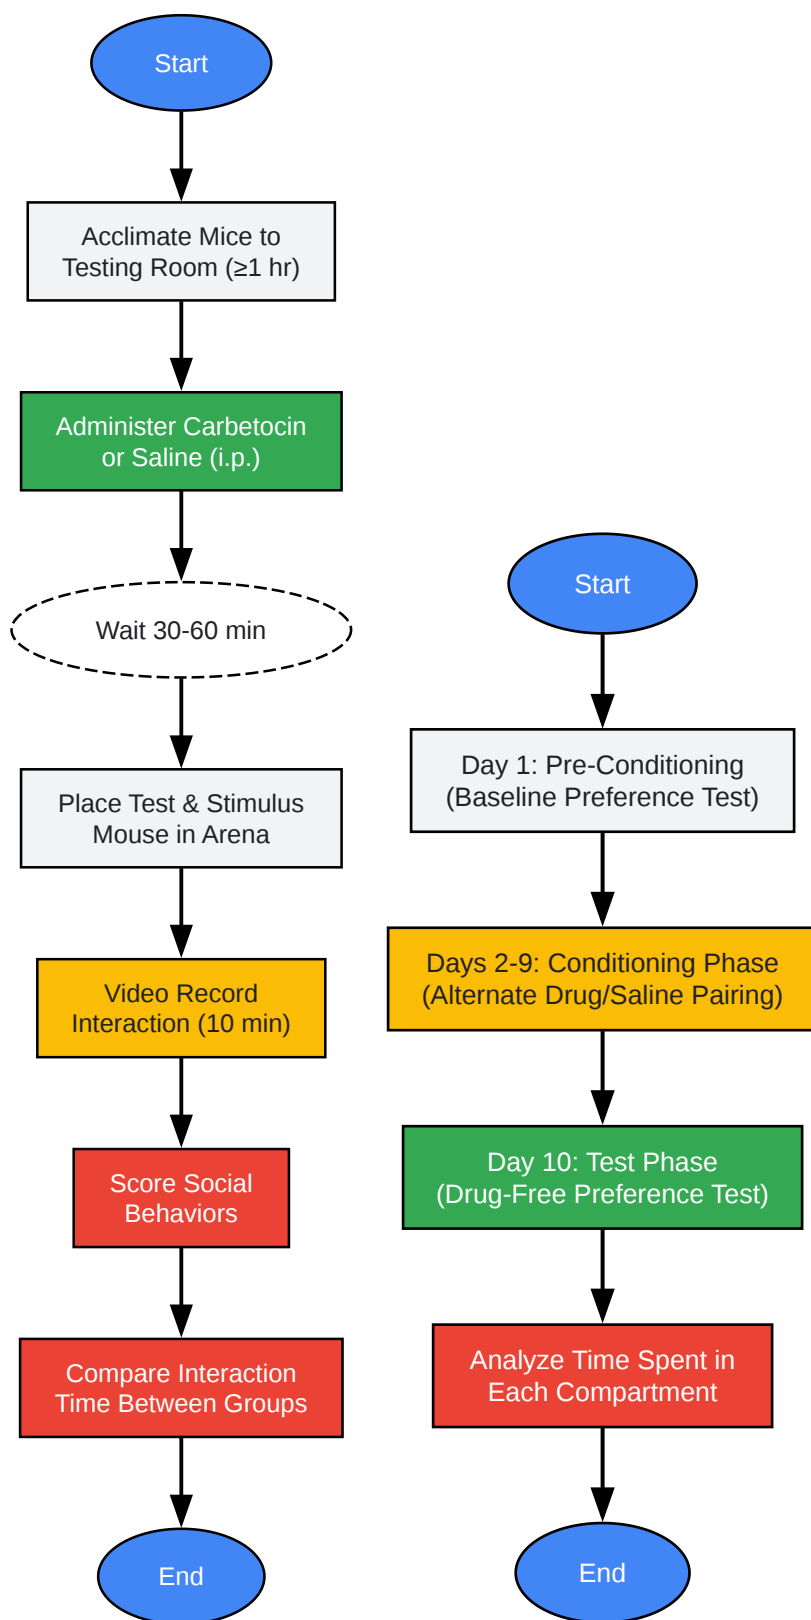 Start
Acclimate Mice to
Testing Room (≥1 hr)
Administer Carbetocin
or Saline (i.p.)
Wait 30-60 min
Place Test & Stimulus
Mouse in Arena
Video Record
Interaction (10 min)
Score Social
Behaviors
Compare Interaction
Time Between Groups
End
Start
Day 1: Pre-Conditioning
(Baseline Preference Test)
Days 2-9: Conditioning Phase
(Alternate Drug/Saline Pairing)
Day 10: Test Phase
(Drug-Free Preference Test)
Analyze Time Spent in
Each Compartment
End